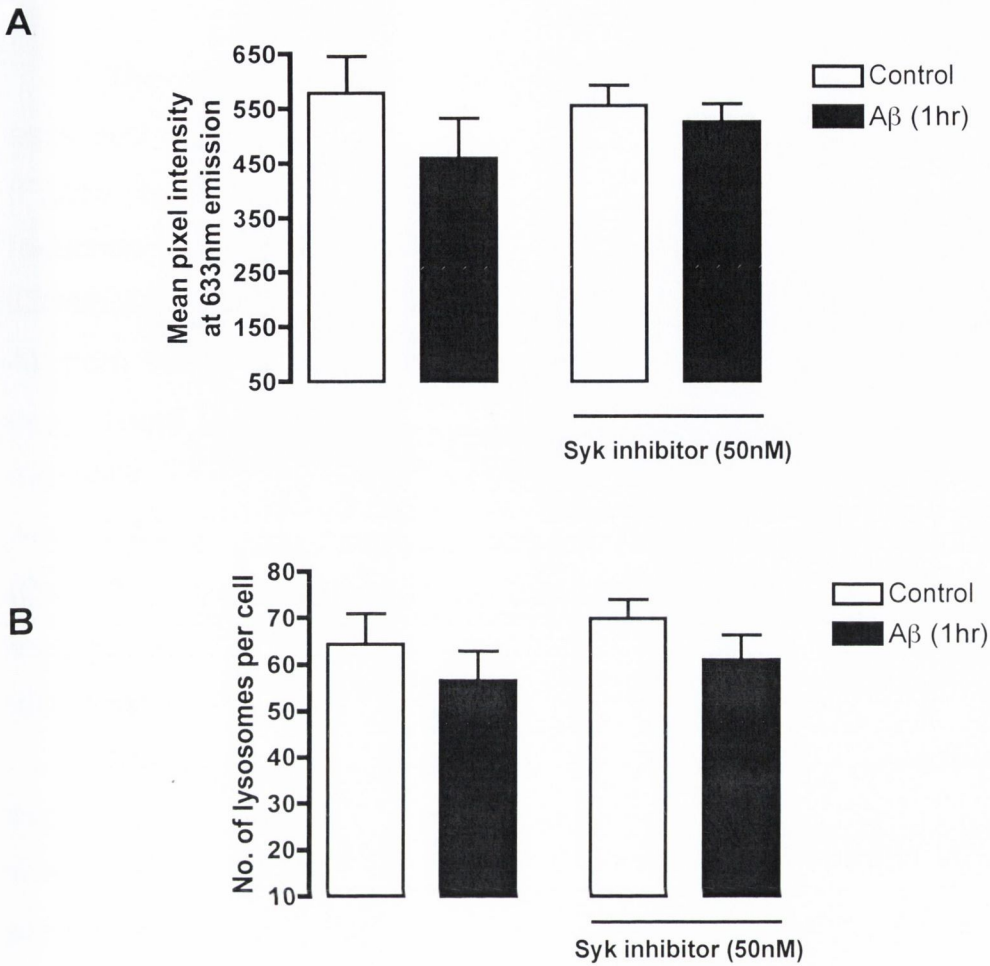 A
Mean pixel intensity
at 633nm emission
650
550
450
350
250
150
50
Control
Aβ (1hr)
Syk inhibitor (50nM)
B
No. of lysosomes per cell
80
70
60
50
40
30
20
10
Control
Aβ (1hr)
Syk inhibitor (50nM)